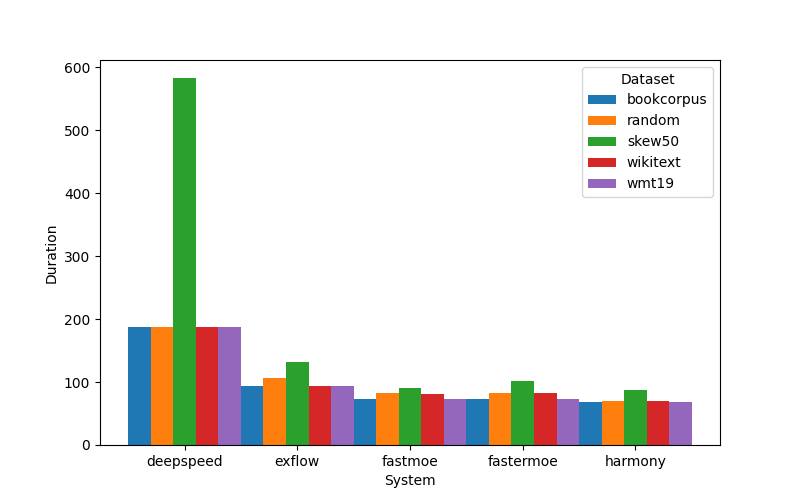 Dataset
bookcorpus
random
skew50
wikitext
wmt19
Duration
600
500
400
300
200
100
0
deepspeed exflow fastmoe fastermoe harmony
System